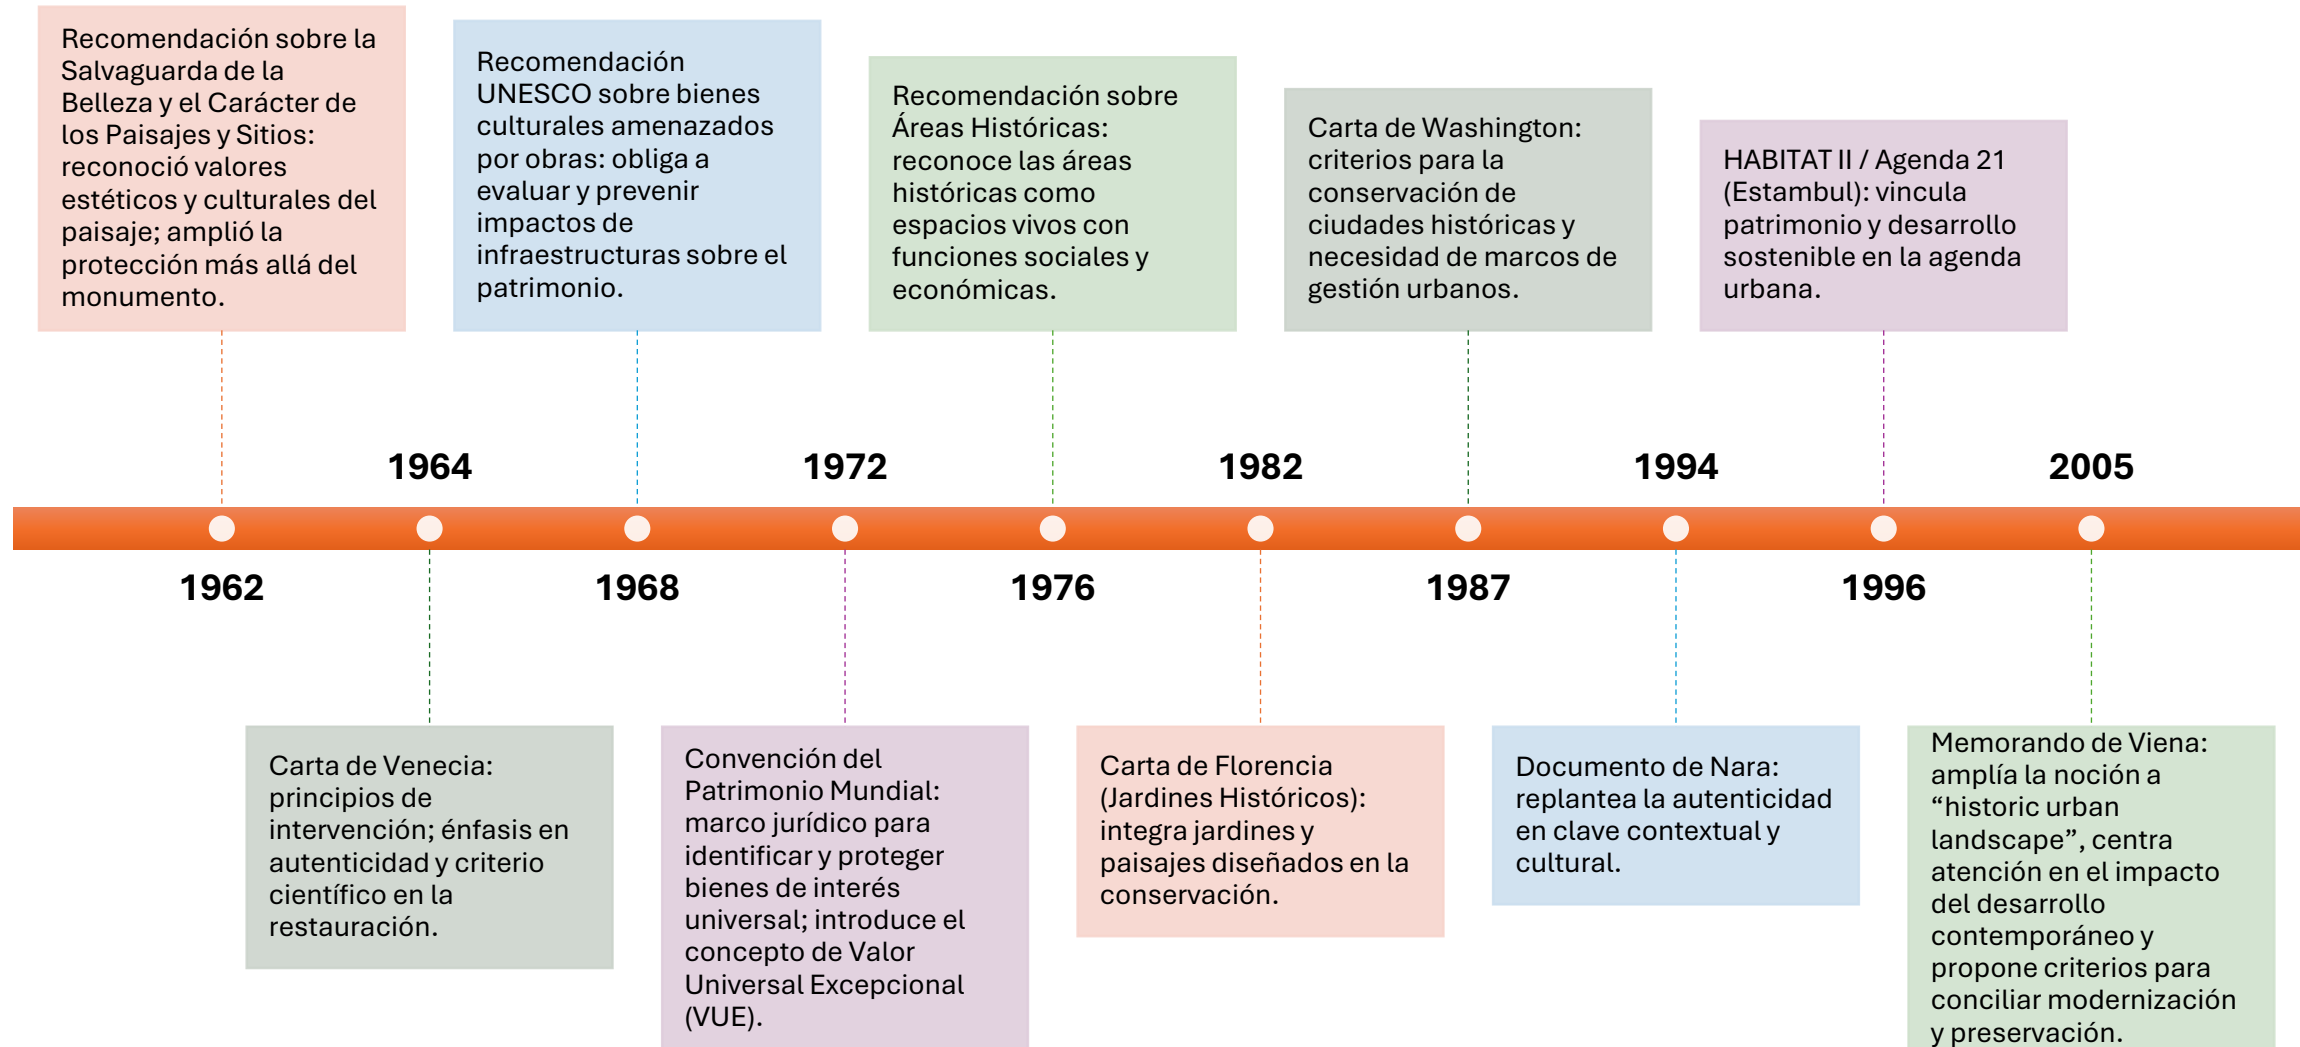 Recomendación sobre la
Salvaguarda de la
Belleza y el Carácter de
los Paisajes y Sitios:
reconoció valores
estéticos y culturales del
paisaje; amplió la
protección más allá del
monumento.
Recomendación
UNESCO sobre bienes
culturales amenazados
por obras: obliga a
evaluar y prevenir
impactos de
infraestructuras sobre el
patrimonio.
Recomendación sobre
Áreas Históricas:
reconoce las áreas
históricas como
espacios vivos con
funciones sociales y
económicas.
Carta de Washington:
criterios para la
conservación de
ciudades históricas y
necesidad de marcos de
gestión urbanos.
HABITAT II / Agenda 21
(Estambul): vincula
patrimonio y desarrollo
sostenible en la agenda
urbana.
1964
1972
1982
1994
2005
1962
1968
1976
1987
1996
Carta de Venecia:
principios de
intervención; énfasis en
autenticidad y criterio
científico en la
restauración.
Convención del
Patrimonio Mundial:
marco jurídico para
identificar y proteger
bienes de interés
universal; introduce el
concepto de Valor
Universal Excepcional
(VUE).
Carta de Florencia
(Jardines Históricos):
integra jardines y
paisajes diseñados en la
conservación.
Documento de Nara:
replantea la autenticidad
en clave contextual y
cultural.
Memorando de Viena:
amplía la noción a
“historic urban
landscape”, centra
atención en el impacto
del desarrollo
contemporáneo y
propone criterios para
conciliar modernización
y preservación.